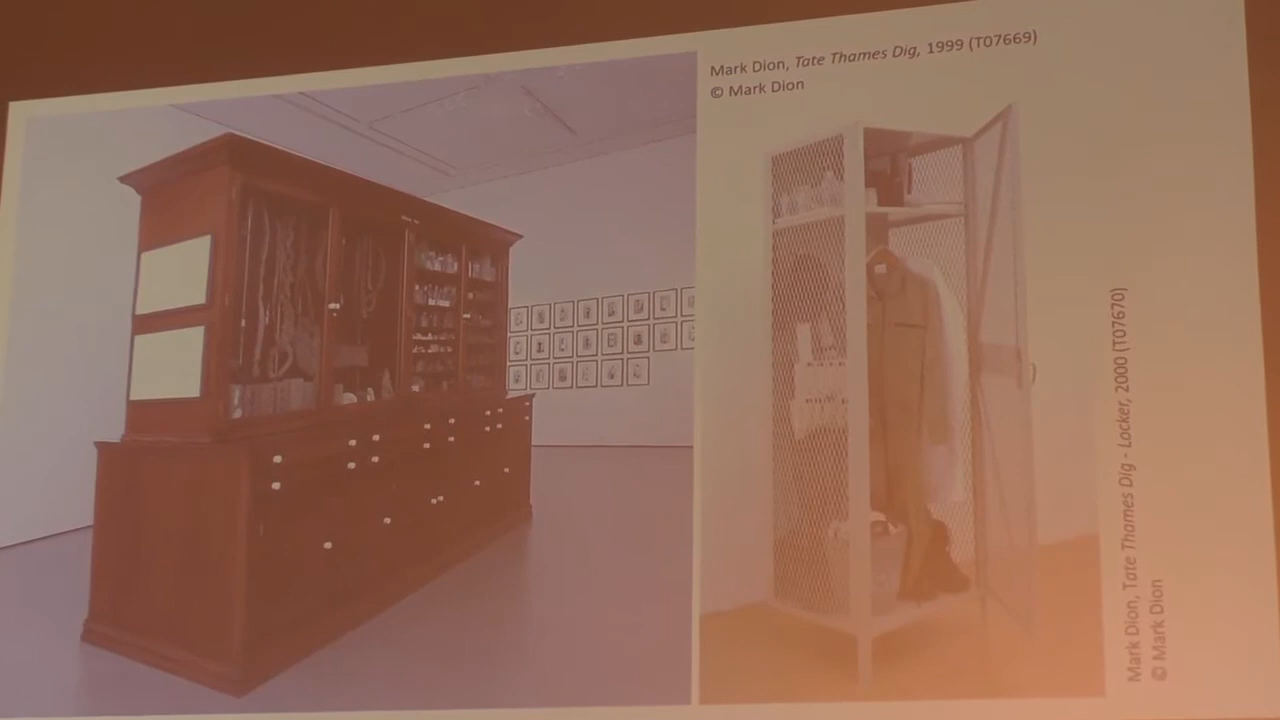 Mark Dion, Tate Thames Dig, 1999 (T07669)
© Mark Dion
Mark Dion, Tate Thames Dig - Locker, 2000 (T07670)
© Mark Dion